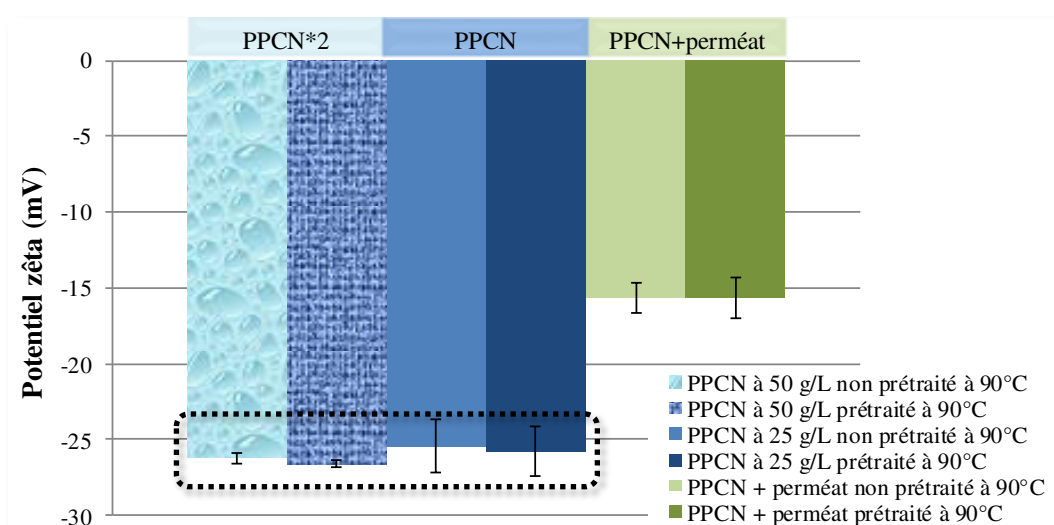 PPCN*2
PPCN
PPCN+perméat
0
-5
-10
-15
-20
-25
-30
Potentiel zêta (mV)
PPCN à 50 g/L non prétraité à 90°C
PPCN à 50 g/L prétraité à 90°C
PPCN à 25 g/L non prétraité à 90°C
PPCN à 25 g/L prétraité à 90°C
PPCN + perméat non prétraité à 90°C
PPCN + perméat prétraité à 90°C